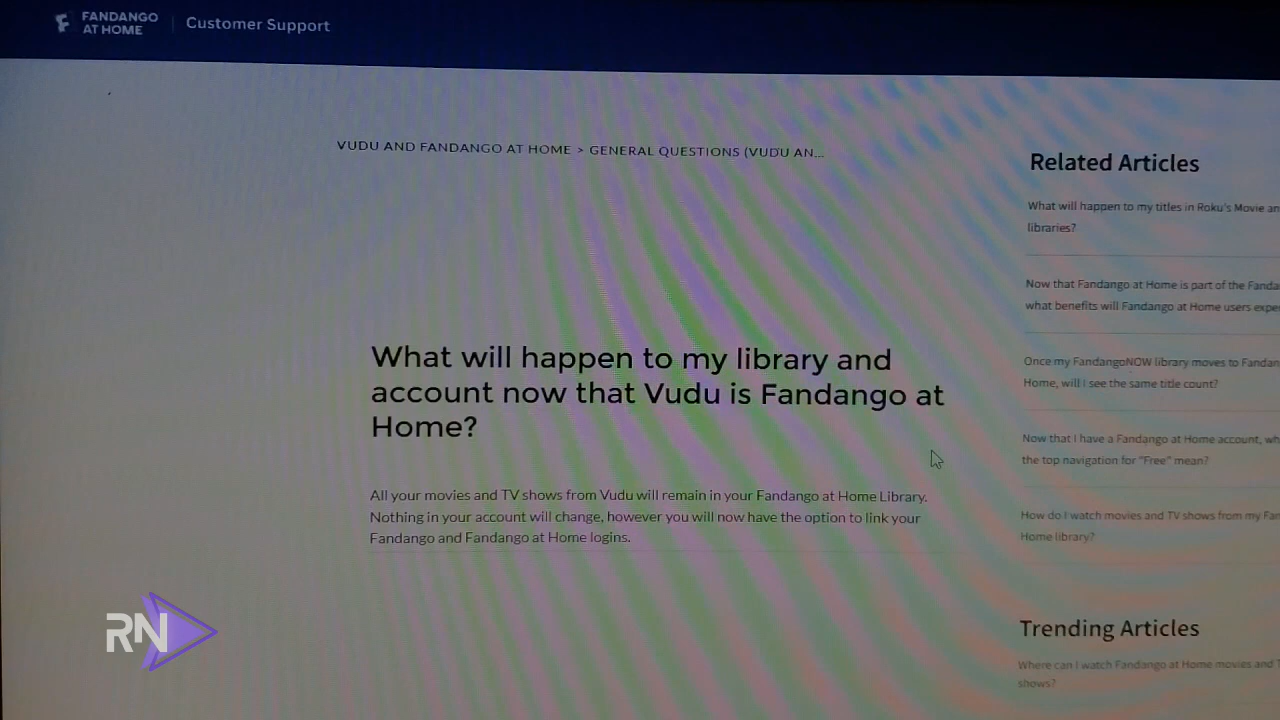 FANDANGO
AT HOME
Customer Support
VUDU AND FANDANGO AT HOME > GENERAL QUESTIONS (VUDU AN...
What will happen to my library and
account now that Vudu is Fandango at
Home?
All your movies and TV shows from Vudu will remain in your Fandango at Home Library.
Nothing in your account will change, however you will now have the option to link your
Fandango and Fandango at Home logins.
Related Articles
What will happen to my titles in Roku's Movie
libraries?
Now that Fandango at Home is part of the
what benefits will Fandango at Home users
Once my FandangoNOW library moves to
Home, will I see the same title count?
Now that I have a Fandango at Home account,
the top navigation for "Free" mean?
How do I watch movies and TV shows from my
Home library?
Trending Articles
Where can I watch Fandango at Home movies and
shows?
RN